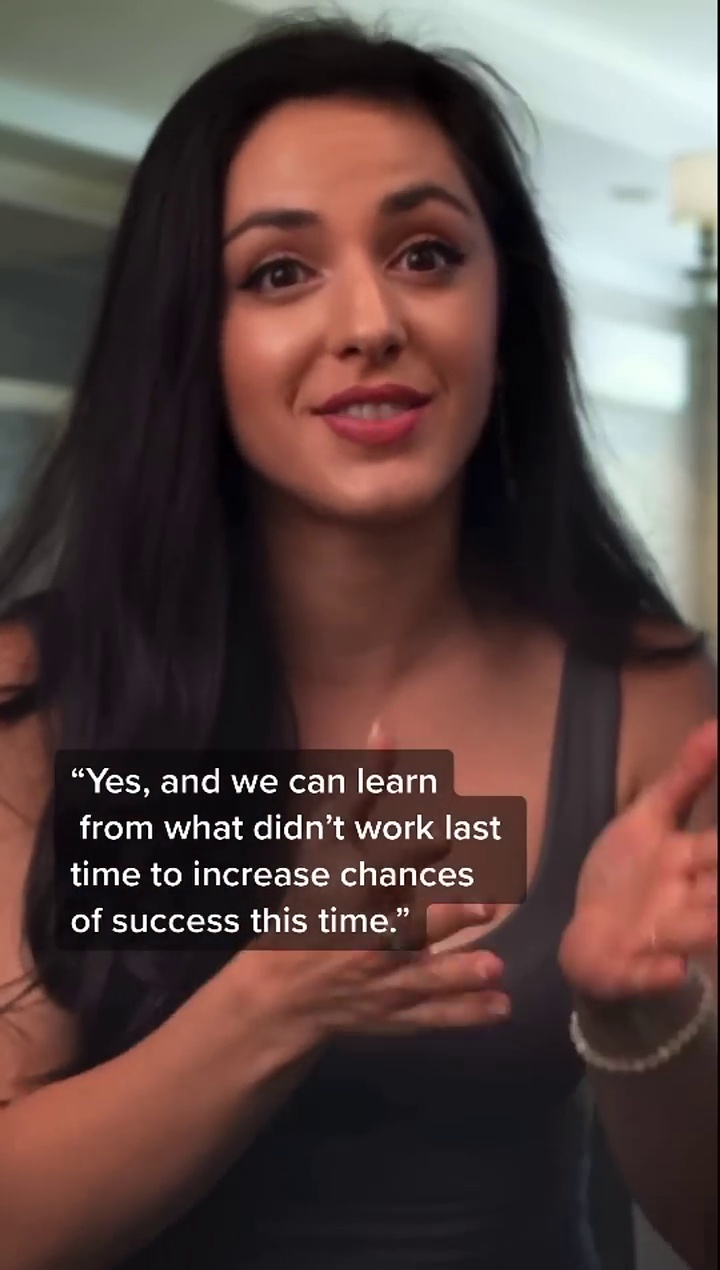 “Yes, and we can learn
from what didn’t work last
time to increase chances
of success this time.”